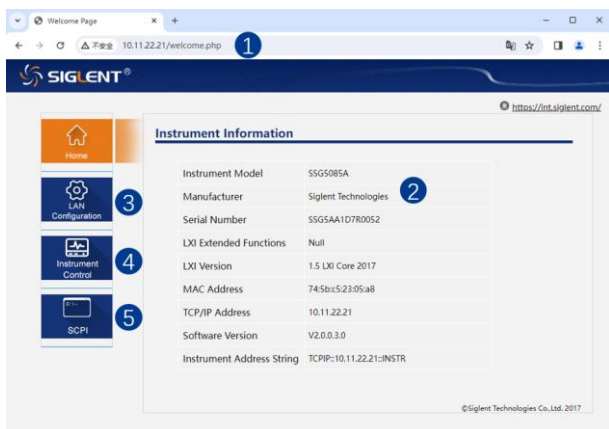 Welcome Page
不安全 10.11.22.21/welcome.php 1
SIGLENT®
https://int.siglent.com/
Home
Instrument Information
Instrument Model SSG5085A
Manufacturer Siglent Technologies 2
Serial Number SSG5AA1D7R0052
LXI Extended Functions Null
LXI Version 1.5 LXI Core 2017
MAC Address 74:5b:c5:23:05:a8
TCP/IP Address 10.11.22.21
Software Version V2.0.0.3.0
Instrument Address String TCPIP::10.11.22.21::INSTR
LAN
Configuration
3
Instrument
Control
4
SCPI
5
©Siglent Technologies Co.,Ltd. 2017